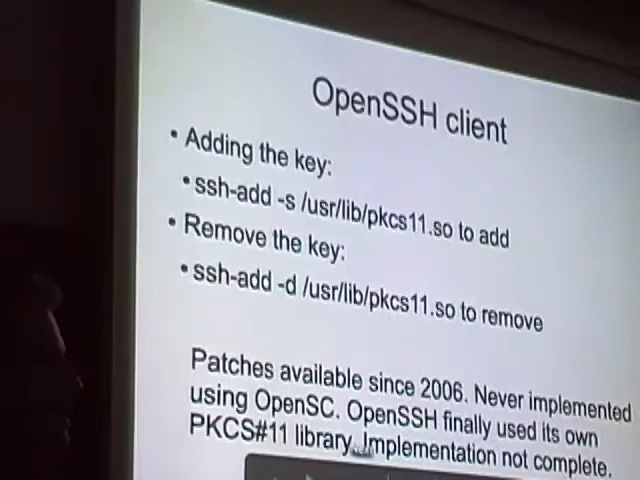 OpenSSH client
• Adding the key:
• ssh-add -s /usr/lib/pkcs11.so to add
• Remove the key:
• ssh-add -d /usr/lib/pkcs11.so to remove
Patches available since 2006. Never implemented
using OpenSC. OpenSSH finally used its own
PKCS#11 library. Implementation not complete.